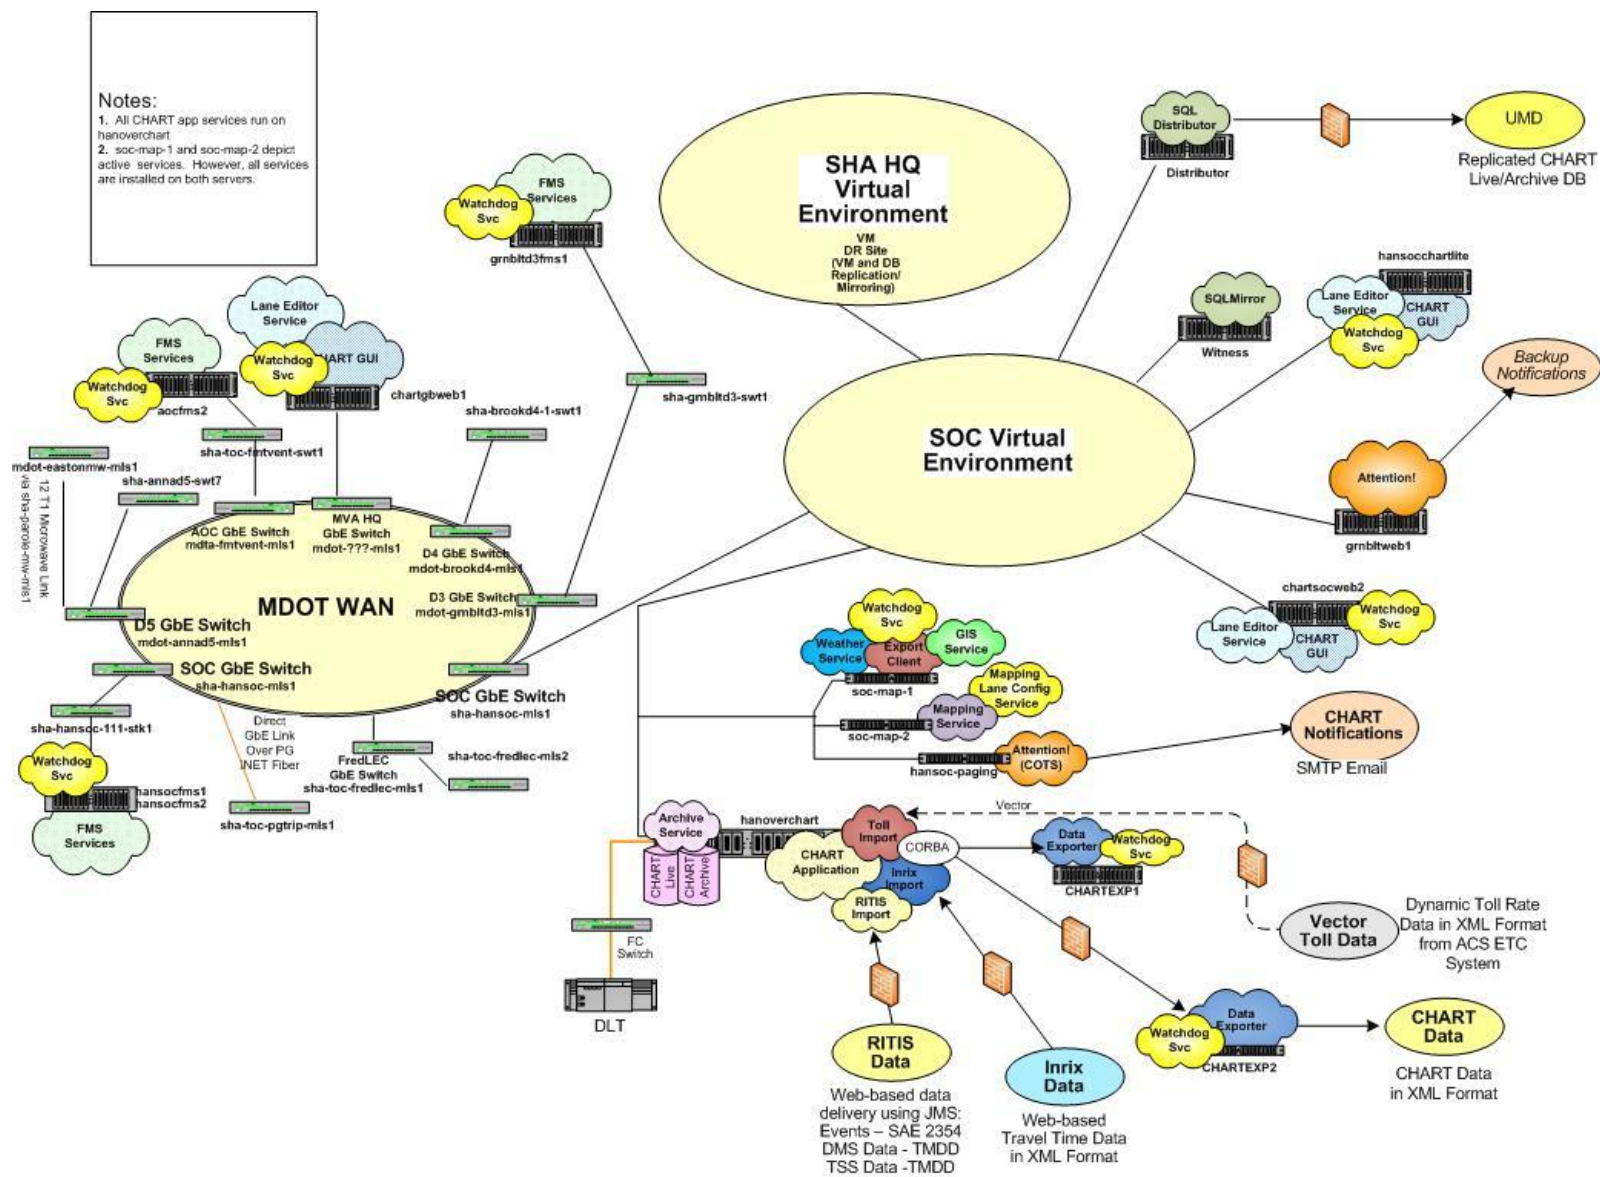 Notes:
1. All CHART app services run on
hanoverchart
2. soc-map-1 and soc-map-2 depict
active services. However, all services
are installed on both servers.
SHA HQ
Virtual
Environment
VM
DR Site
(VM and DB
Replication/
Mirroring)
SQL
Distributor
Distributor
UMD
Replicated CHART
Live/Archive DB
FMS
Services
Watchdog
Svc
grnbltd3fms1
hansocchartlite
Lane Editor
Service
CHART
GUI
Watchdog
Svc
SQLMirror
Witness
Lane Editor
Service
Watchdog
Svc
HART GUI
chartgbweb1
FMS
Services
Watchdog
Svc
aocfms2
sha-grnbltd3-swt1
Backup
Notifications
sha-brookd4-1-swt1
sha-toc-fmtvent-swt1
SOC Virtual
Environment
Attention!
grnbltweb1
mdot-eastonmw-mls1
12 T1 Microwave Link
via sha-parole-mw-mls1
sha-annad5-swt7
AOC GbE Switch
mdta-fmtvent-mls1
MVA HQ
GbE Switch
mdot-???-mls1
D4 GbE Switch
mdot-brookd4-mls1
MDOT WAN
D3 GbE Switch
mdot-grnbltd3-mls1
D5 GbE Switch
mdot-annad5-mls1
SOC GbE Switch
sha-hansoc-mls1
SOC GbE Switch
sha-hansoc-mls1
chartsocweb2
Lane Editor
Service
CHART
GUI
Watchdog
Svc
Watchdog
Svc
Weather
Service
Export
Client
GIS
Service
soc-map-1
Mapping
Lane Config
Service
Mapping
Service
soc-map-2
Attention!
(COTS)
hansoc-paging
CHART
Notifications
SMTP Email
sha-hansoc-111-stk1
Direct
GbE Link
Over PG
INET Fiber
FredLEC
GbE Switch
sha-toc-fredlec-mls1
sha-toc-fredlec-mls2
Watchdog
Svc
hansocfms1
hansocfms2
FMS
Services
sha-toc-pgtrip-mls1
Archive
Service
CHART
Live
CHART
Archive
hanoverchart
Toll
Import
CORBA
CHART
Application
Inrix
Import
RITIS
Import
Vector
Data
Exporter
Watchdog
Svc
CHARTEXP1
Vector
Toll Data
Dynamic Toll Rate
Data in XML Format
from ACS ETC
System
FC
Switch
DLT
RITIS
Data
Web-based data
delivery using JMS:
Events – SAE 2354
DMS Data - TMDD
TSS Data -TMDD
Inrix
Data
Web-based
Travel Time Data
in XML Format
Data
Exporter
Watchdog
Svc
CHARTEXP2
CHART
Data
CHART Data
in XML Format